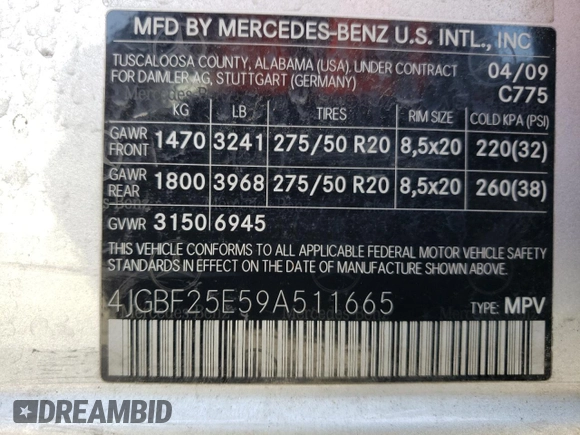 MFD BY MERCEDES-BENZ U.S. INTL., INC
TUSCALOOSA COUNTY, ALABAMA (USA), UNDER CONTRACT 04/09
FOR DAIMLER AG, STUTTGART (GERMANY) C775
KG LB TIRES RIM SIZE COLD KPA (PSI)
GAWR FRONT 1470 3241 275/50 R20 8,5x20 220(32)
GAWR REAR 1800 3968 275/50 R20 8,5x20 260(38)
GVWR 3150 6945
THIS VEHICLE CONFORMS TO ALL APPLICABLE FEDERAL MOTOR VEHICLE SAFETY
STANDARDS IN EFFECT ON THE DATE OF MANUFACTURE SHOWN ABOVE.
4JGBF25E59A511665 TYPE: MPV
DREAMBID